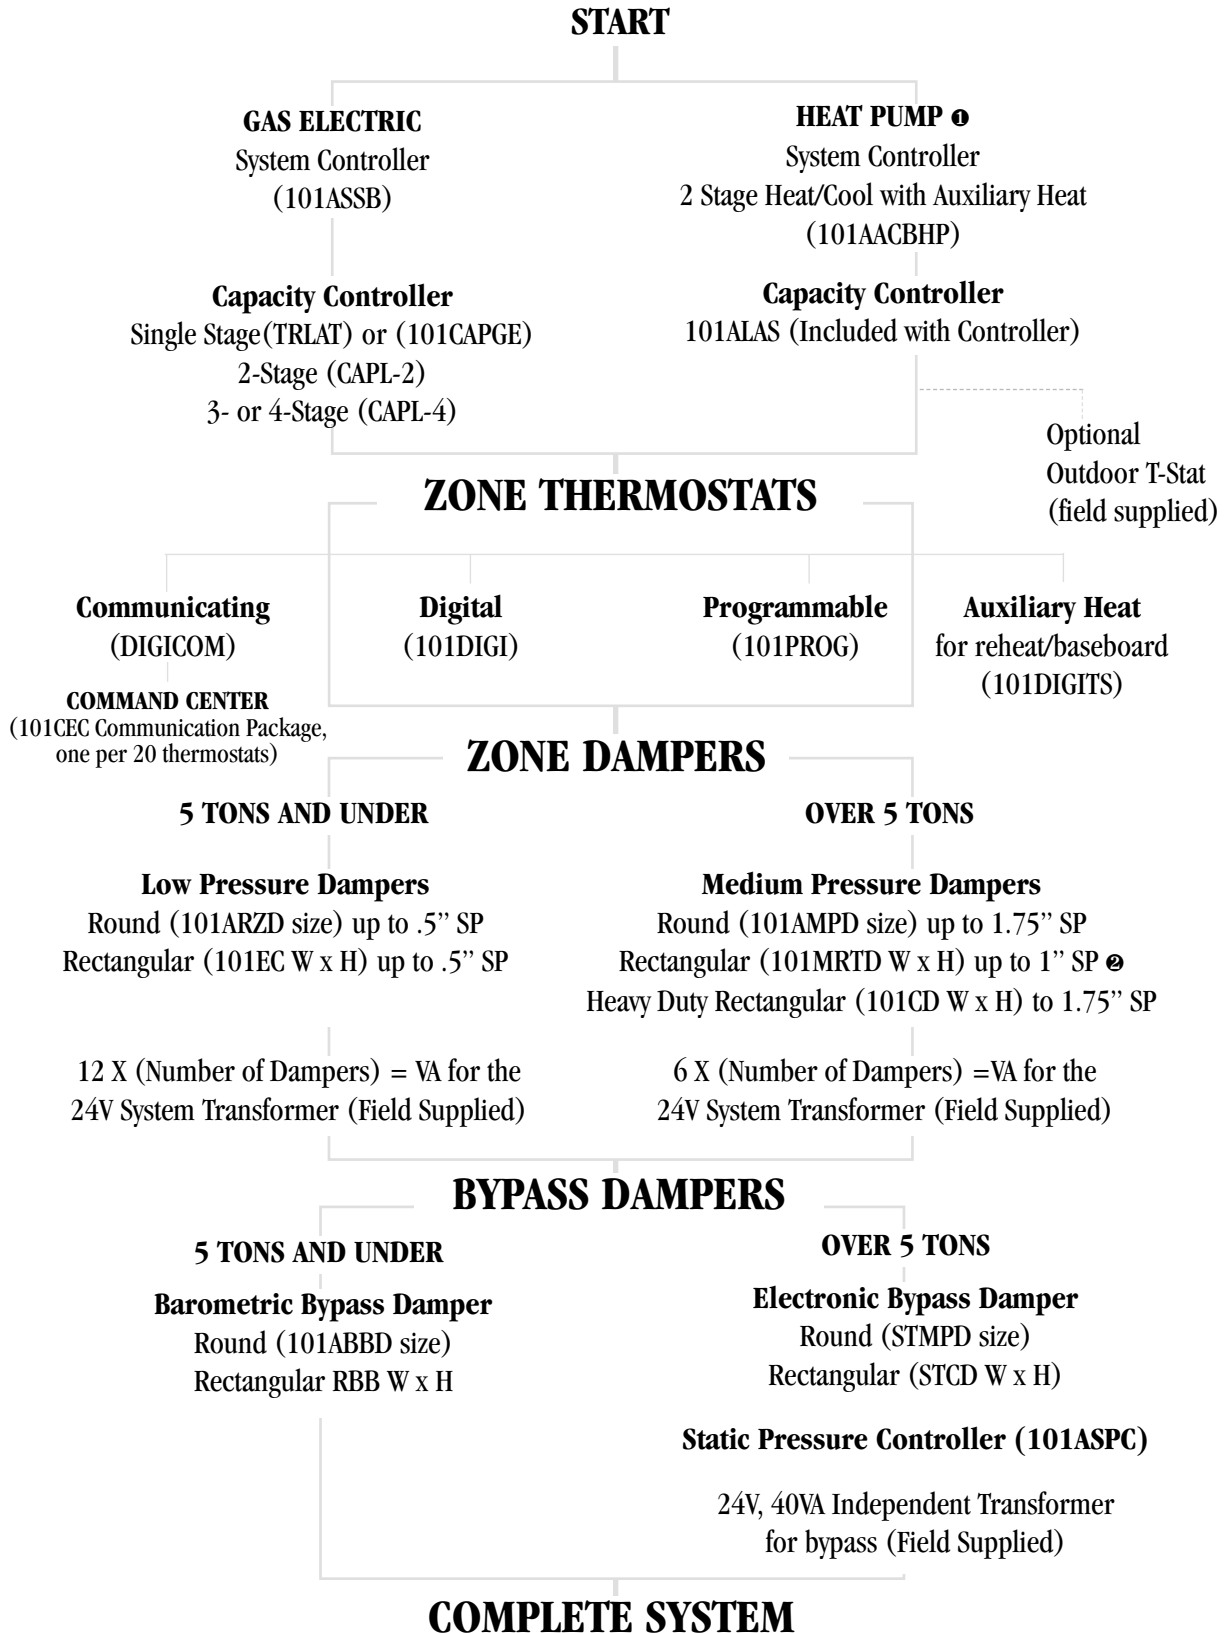 START
GAS ELECTRIC
System Controller
(101ASSB)
HEAT PUMP ❶
System Controller
2 Stage Heat/Cool with Auxiliary Heat
(101AACBHP)
Capacity Controller
Single Stage(TRLAT) or (101CAPGE)
2-Stage (CAPL-2)
3- or 4-Stage (CAPL-4)
Capacity Controller
101ALAS (Included with Controller)
Optional
Outdoor T-Stat
(field supplied)
ZONE THERMOSTATS
Communicating
(DIGICOM)
COMMAND CENTER
(101CEC Communication Package,
one per 20 thermostats)
Digital
(101DIGI)
Programmable
(101PROG)
Auxiliary Heat
for reheat/baseboard
(101DIGITS)
ZONE DAMPERS
5 TONS AND UNDER
Low Pressure Dampers
Round (101ARZD size) up to .5” SP
Rectangular (101EC W x H) up to .5” SP
12 X (Number of Dampers) = VA for the
24V System Transformer (Field Supplied)
OVER 5 TONS
Medium Pressure Dampers
Round (101AMPD size) up to 1.75” SP
Rectangular (101MRTD W x H) up to 1” SP ❷
Heavy Duty Rectangular (101CD W x H) to 1.75” SP
6 X (Number of Dampers) =VA for the
24V System Transformer (Field Supplied)
BYPASS DAMPERS
5 TONS AND UNDER
Barometric Bypass Damper
Round (101ABBD size)
Rectangular RBB W x H
OVER 5 TONS
Electronic Bypass Damper
Round (STMPD size)
Rectangular (STCD W x H)
Static Pressure Controller (101ASPC)
24V, 40VA Independent Transformer
for bypass (Field Supplied)
COMPLETE SYSTEM